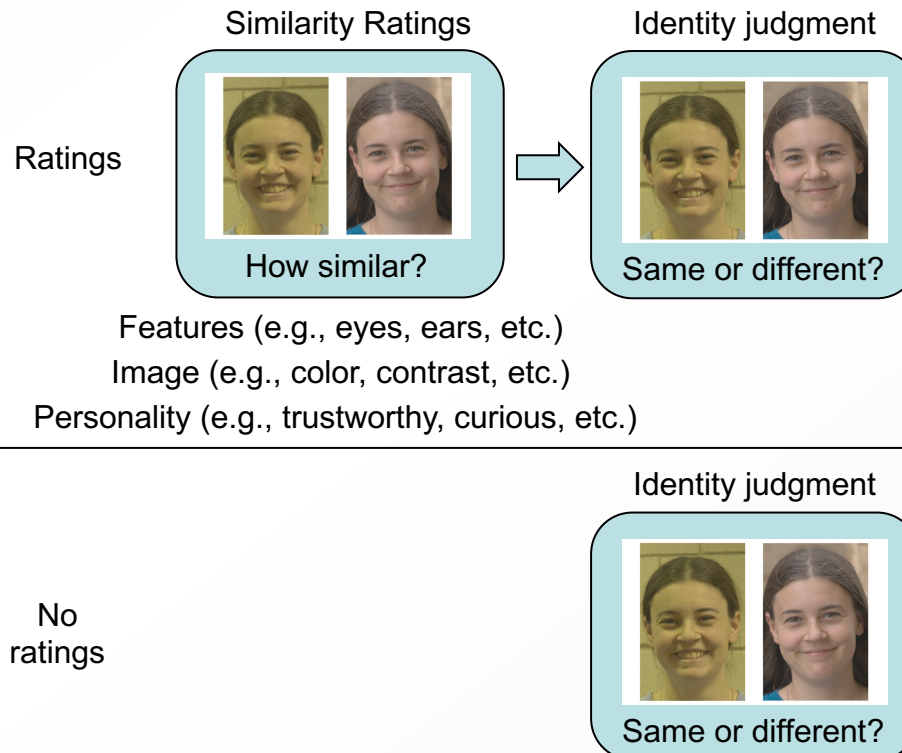 Similarity Ratings
Identity judgment
Ratings
How similar?
Same or different?
Features (e.g., eyes, ears, etc.)
Image (e.g., color, contrast, etc.)
Personality (e.g., trustworthy, curious, etc.)
Identity judgment
No
ratings
Same or different?